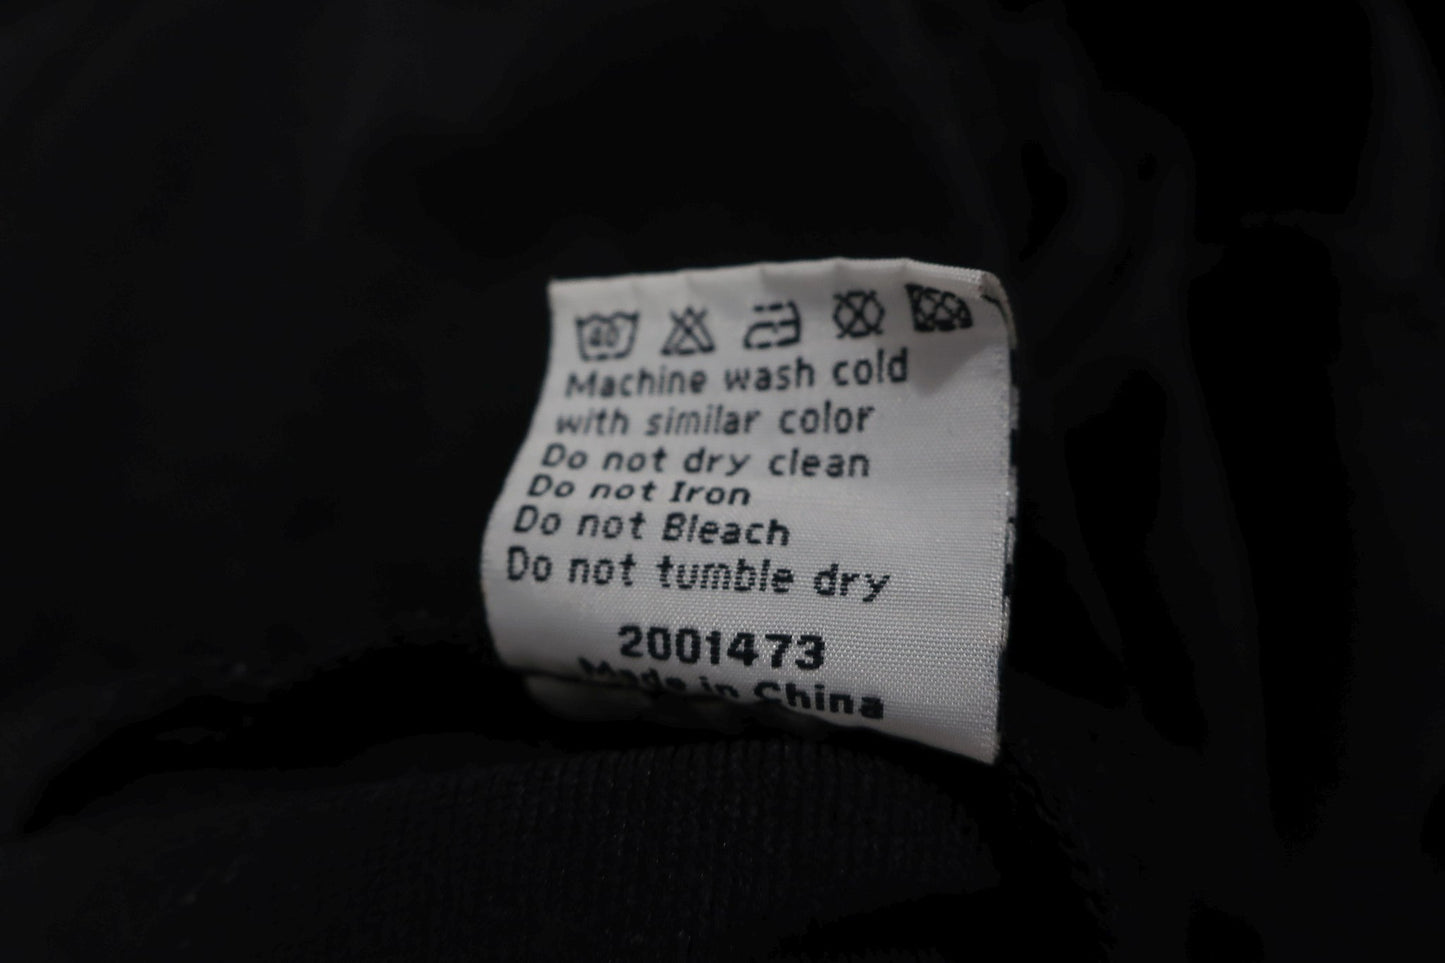 40
Machine wash cold
with similar color
Do not dry clean
Do not Iron
Do not Bleach
Do not tumble dry
2001473
Made in China